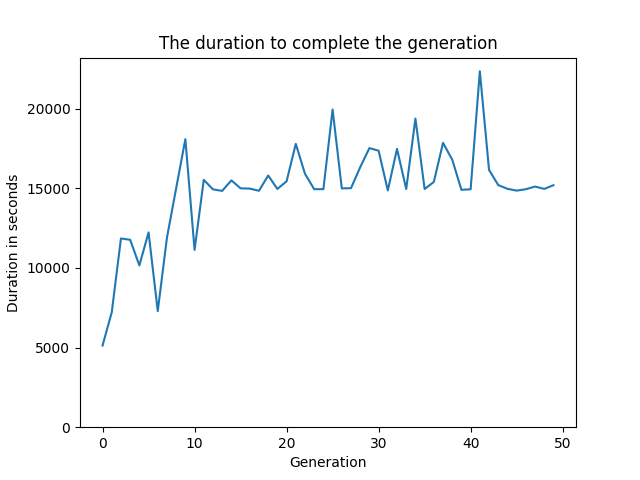 The duration to complete the generation
20000
15000
10000
5000
0
Duration in seconds
0 10 20 30 40 50
Generation